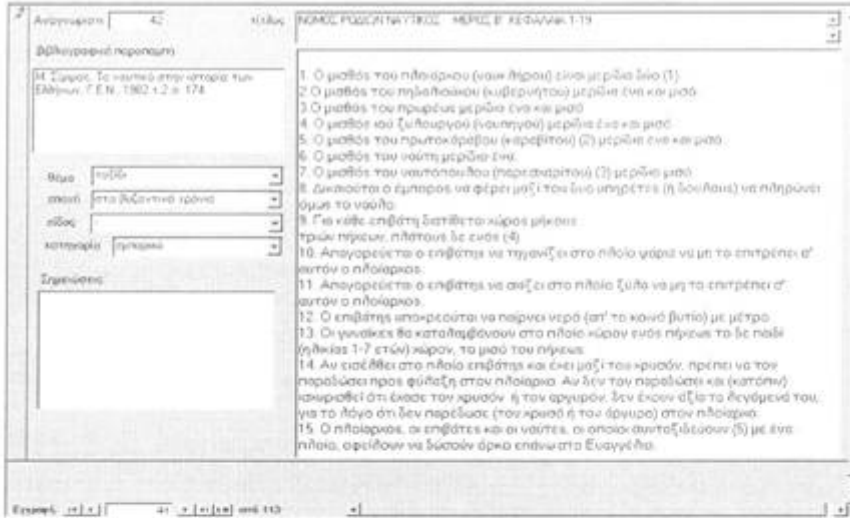 Αναγνώριση 42 τίτλος ΝΟΜΟΣ ΡΟΔΙΩΝ ΝΑΥΤΙΚΟΣ ΜΕΡΟΣ Β' ΚΕΦΑΛΑΙΑ 1-19
Βιβλιογραφική παραπομπή
Το ναυτικό στην ιστορία των
Ελλήνων, Γ.Ε.Ν., 1982 τ.2 σ. 174
θέμα ταξίδι
εποχή στα βυζαντινά χρόνια
είδος
κατηγορία εμπορικό
Σημειώσεις
1. Ο μισθός του πλοιάρχου (ναυκλήρου) είναι μερίδια δύο (1).
2.Ο μισθός του πηδαλιούχου (κυβερνήτου) μερίδια ένα και μισό.
3.Ο μισθός του πρωρέως μερίδια ένα και μισό
4. Ο μισθός του ξυλουργού (ναυπηγού) μερίδια ένα και μισό.
5. Ο μισθός του πρωτοκάραβου (καραβίτου) (2) μερίδια ένα και μισό.
6. Ο μισθός του ναύτη μερίδιο ένα.
7. Ο μισθός του ναυτόπουλου (παρασχαρίτου) (3) μερίδιο μισό.
8. Δικαιούται ο έμπορος να φέρει μαζί του δυο υπηρέτες (ή δούλους) να πληρώνει
όμως το ναύλο.
9. Για κάθε επιβάτη διατίθεται χώρος μήκους
τριών πήχεων, πλάτους δε ενός (4)
10. Απαγορεύεται ο επιβάτης να τηγανίζει στο πλοίο ψάρια να μη το επιτρέπει σ'
αυτόν ο πλοίαρχος.
11. Απαγορεύεται ο επιβάτης να σχίζει στο πλοίο ξύλα να μη το επιτρέπει σ'
αυτόν ο πλοίαρχος.
12. Ο επιβάτης υποχρεούται να παίρνει νερό (απ' το κοινό βυτίο) με μέτρο.
13. Οι γυναίκες θα καταλαμβάνουν στο πλοίο χώρον ενός πήχεως το δε παιδί
(ηλικίας 1-7 ετών) χώρον, το μισό του πήχεως
14. Αν εισέλθει στο πλοίο επιβάτης και έχει μαζί του χρυσόν, πρέπει να τον
παραδώσει προς φύλαξη στον πλοίαρχο. Αν δεν τον παραδώσει και (κατόπιν)
ισχυρισθεί ότι έχασε τον χρυσόν ή τον αργυρον, δεν έχουν αξία τα λεγόμενά του,
για το λόγο ότι δεν παρέδωσε (τον χρυσό ή τον άργυρο) στον πλοίαρχο.
15. Ο πλοίαρχος, οι επιβάτες και οι ναύτες, οι οποίοι συνταξιδεύουν (5) με ένα
πλοίο, οφείλουν να δώσουν όρκο επάνω στο Ευαγγέλιο.
Εγγραφή: 41 από 113